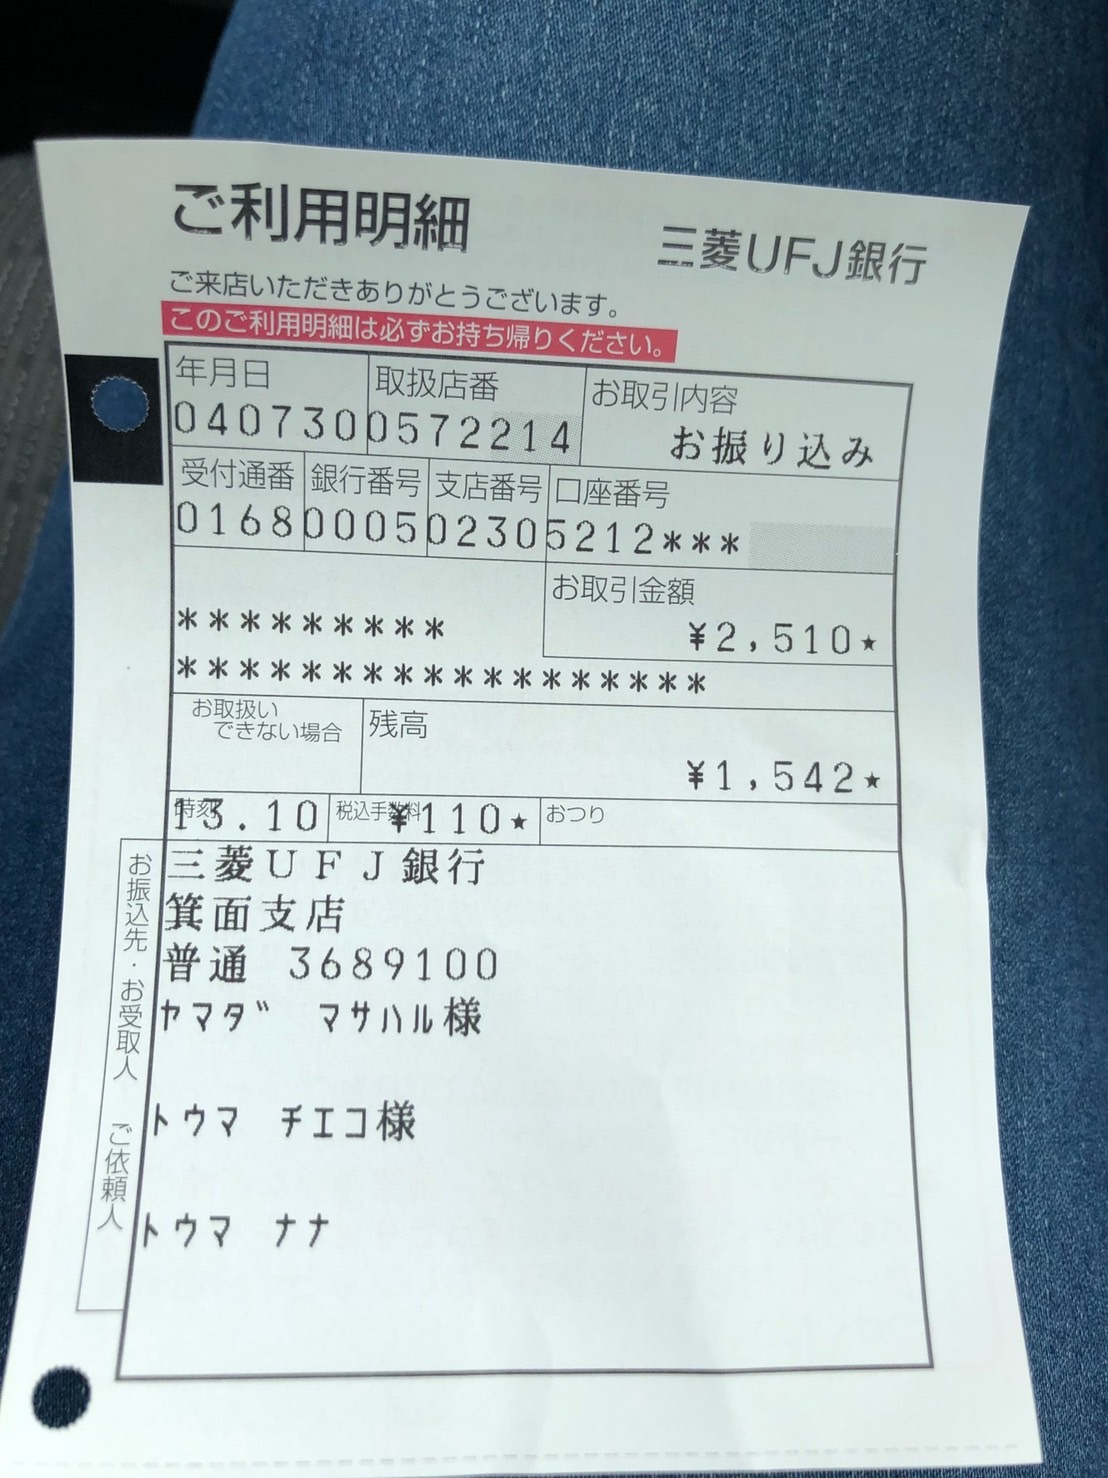 ご利用明細
三菱UFJ銀行
ご来店いただきありがとうございます。
このご利用明細は必ずお持ち帰りください。
年月日 取扱店番 お取引内容
040730 0572214 お振り込み
受付通番 銀行番号 支店番号 口座番号
0168 0005 0230 5212***
お取引金額
*********
¥2,510★
******************
お取扱い
できない場合
残高
¥1,542★
時刻 税込手数料 おつり
13.10 ¥110★
お振込先・お受取人 ご依頼人
三菱UFJ銀行
箕面支店
普通 3689100
ヤマダ マサハル様
トウマ チエコ様
トウマ ナナ